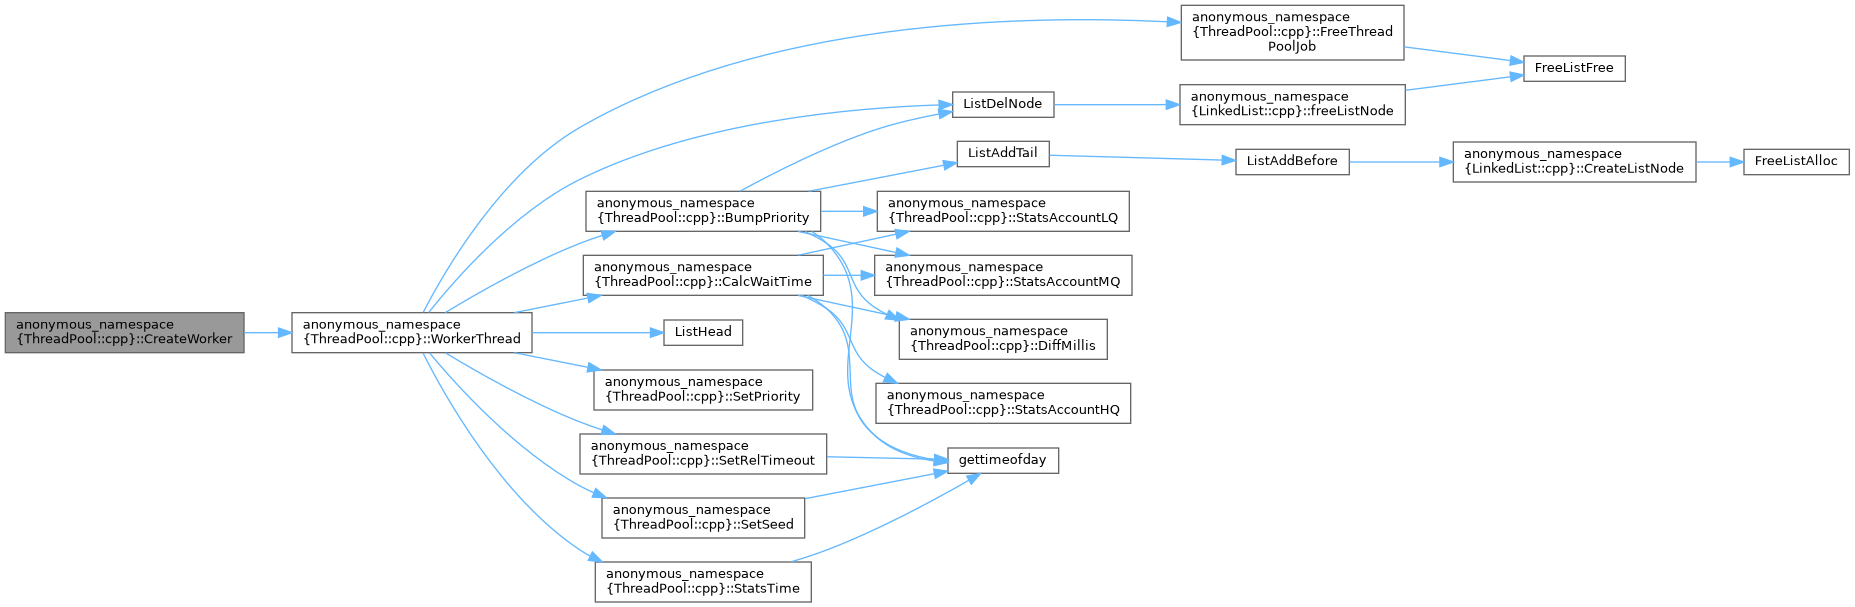 anonymous_namespace
{ThreadPool::cpp}::CreateWorker
anonymous_namespace
{ThreadPool::cpp}::WorkerThread
anonymous_namespace
{ThreadPool::cpp}::BumpPriority
anonymous_namespace
{ThreadPool::cpp}::CalcWaitTime
ListHead
anonymous_namespace
{ThreadPool::cpp}::SetPriority
anonymous_namespace
{ThreadPool::cpp}::SetRelTimeout
anonymous_namespace
{ThreadPool::cpp}::SetSeed
anonymous_namespace
{ThreadPool::cpp}::StatsTime
ListDelNode
ListAddTail
anonymous_namespace
{ThreadPool::cpp}::StatsAccountLQ
anonymous_namespace
{ThreadPool::cpp}::StatsAccountMQ
anonymous_namespace
{ThreadPool::cpp}::DiffMillis
anonymous_namespace
{ThreadPool::cpp}::StatsAccountHQ
gettimeofday
anonymous_namespace
{ThreadPool::cpp}::FreeThread
PoolJob
anonymous_namespace
{LinkedList::cpp}::freeListNode
ListAddBefore
FreeListFree
anonymous_namespace
{LinkedList::cpp}::CreateListNode
FreeListAlloc